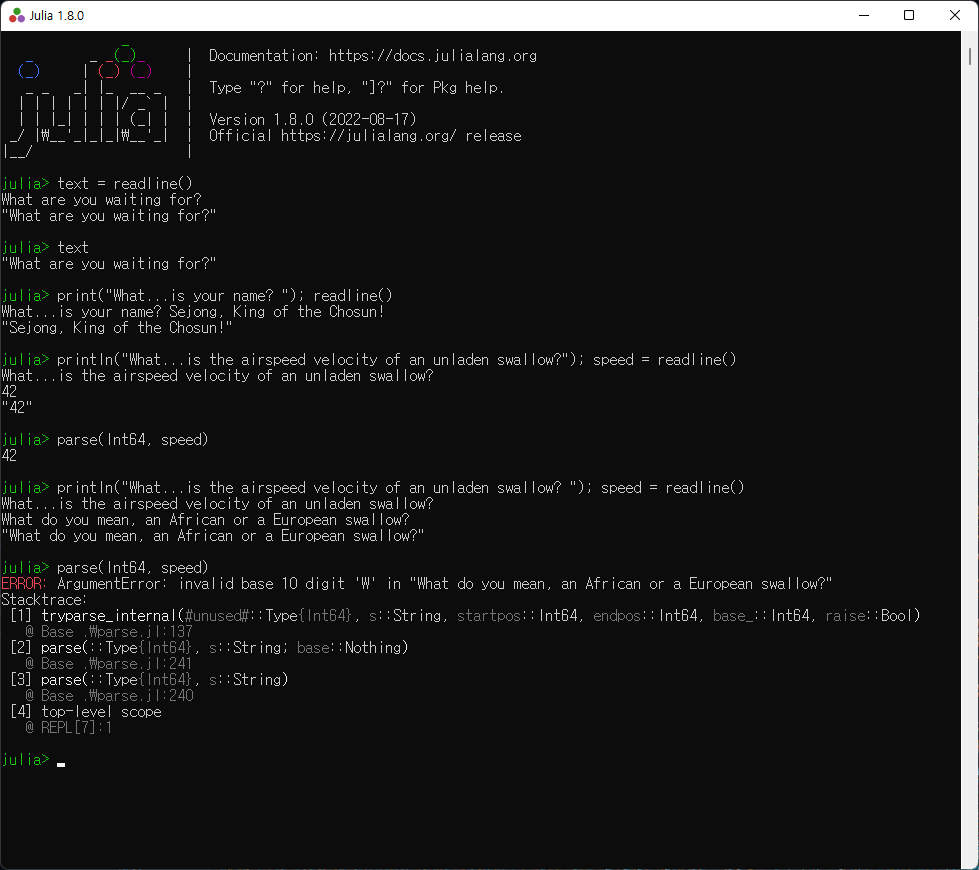 Julia 1.8.0
Documentation: https://docs.julialang.org
Type "?" for help, "]?" for Pkg help.
Version 1.8.0 (2022-08-17)
Official https://julialang.org/ release
julia> text = readline()
What are you waiting for?
"What are you waiting for?"
julia> text
"What are you waiting for?"
julia> print("What...is your name? "); readline()
What...is your name? Sejong, King of the Chosun!
"Sejong, King of the Chosun!"
julia> println("What...is the airspeed velocity of an unladen swallow?"); speed = readline()
What...is the airspeed velocity of an unladen swallow?
42
"42"
julia> parse(Int64, speed)
42
julia> println("What...is the airspeed velocity of an unladen swallow? "); speed = readline()
What...is the airspeed velocity of an unladen swallow?
What do you mean, an African or a European swallow?
"What do you mean, an African or a European swallow?"
julia> parse(Int64, speed)
ERROR: ArgumentError: invalid base 10 digit 'W' in "What do you mean, an African or a European swallow?"
Stacktrace:
[1] tryparse_internal(#unused#::Type{Int64}, s::String, startpos::Int64, endpos::Int64, base_::Int64, raise::Bool)
@ Base .₩parse.jl:137
[2] parse(::Type{Int64}, s::String; base::Nothing)
@ Base .₩parse.jl:241
[3] parse(::Type{Int64}, s::String)
@ Base .₩parse.jl:240
[4] top-level scope
@ REPL[7]:1
julia>